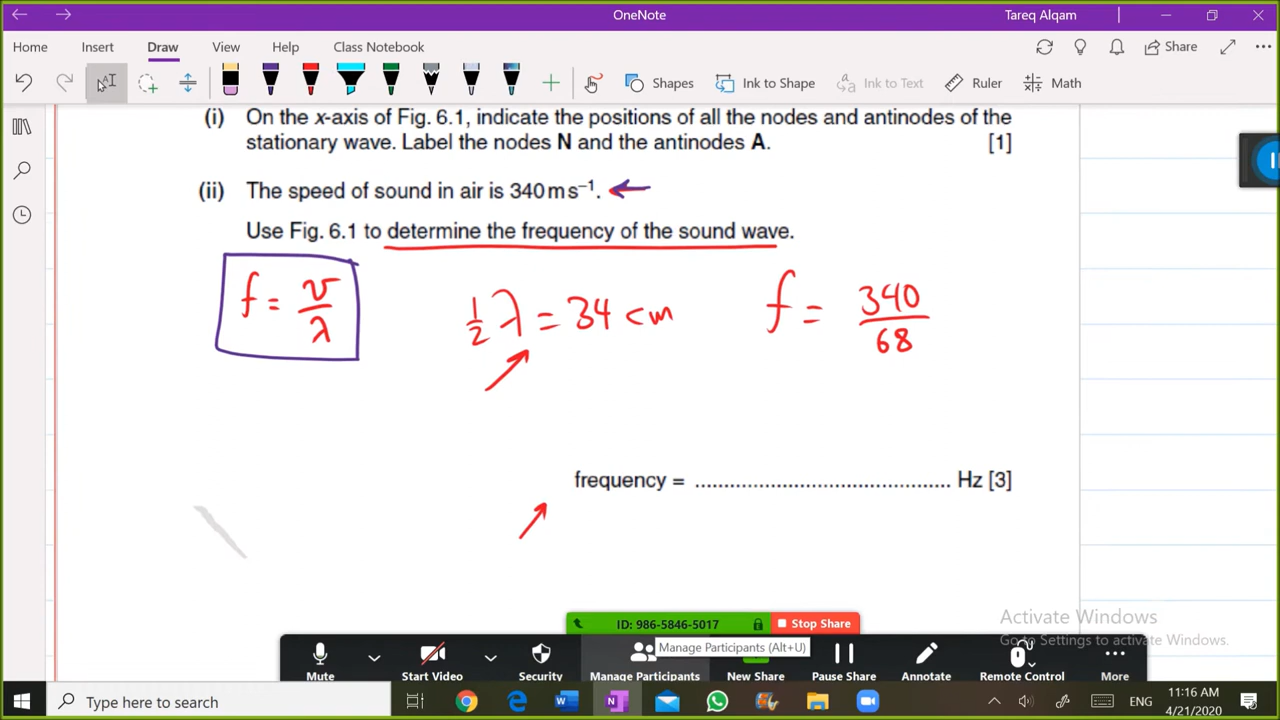 OneNote
Tareq Alqam
Home Insert Draw View Help Class Notebook Share
Shapes Ink to Shape Ink to Text Ruler Math
(i) On the x-axis of Fig. 6.1, indicate the positions of all the nodes and antinodes of the
stationary wave. Label the nodes N and the antinodes A. [1]
(ii) The speed of sound in air is 340 m s⁻¹.
Use Fig. 6.1 to determine the frequency of the sound wave.
f = v/λ
½ λ = 34 cm
f = 340/68
frequency = .......................................... Hz [3]
ID: 986-5846-5017 Stop Share
Manage Participants (Alt+U)
Activate Windows
Go to Settings to activate Windows.
Mute Start Video Security Manage Participants New Share Pause Share Annotate Remote Control More
Type here to search
ENG
11:16 AM
4/21/2020